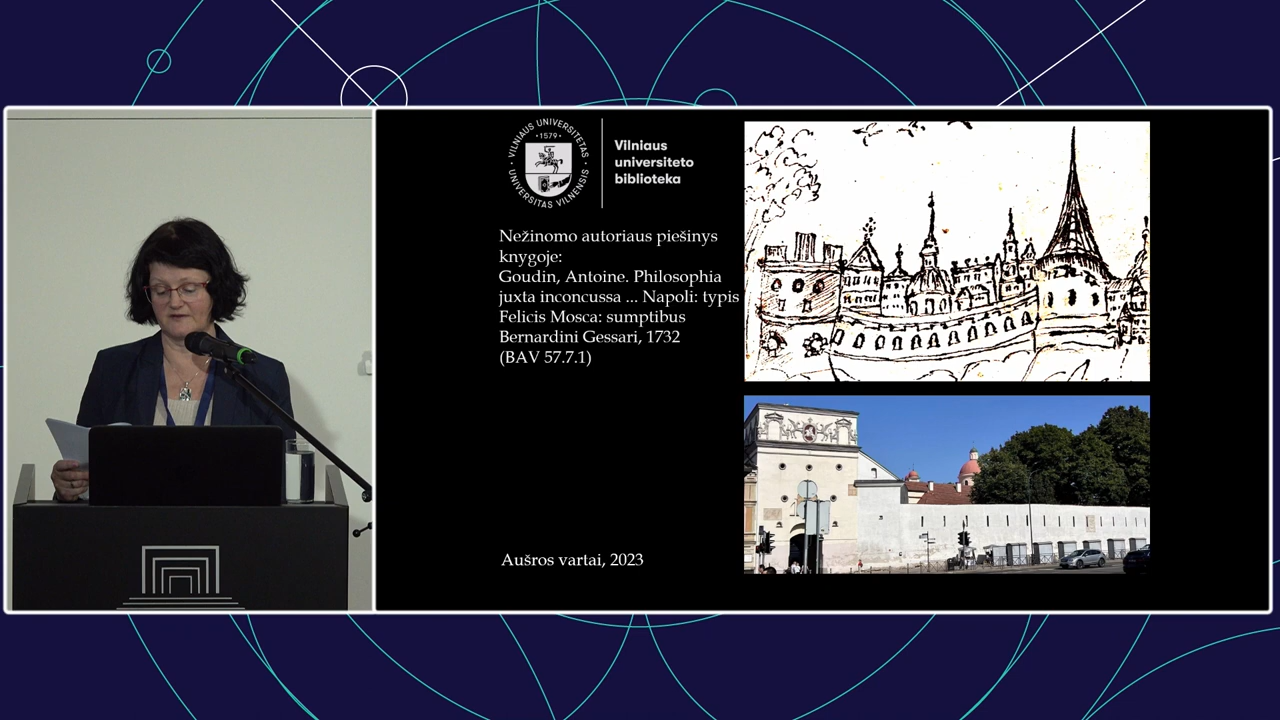 VILNIAUS UNIVERSITETAS
•1579•
UNIVERSITAS VILNENSIS
Vilniaus
universiteto
biblioteka
Nežinomo autoriaus piešinys
knygoje:
Goudin, Antoine. Philosophia
juxta inconcussa ... Napoli: typis
Felicis Mosca: sumptibus
Bernardini Gessari, 1732
(BAV 57.7.1)
Aušros vartai, 2023